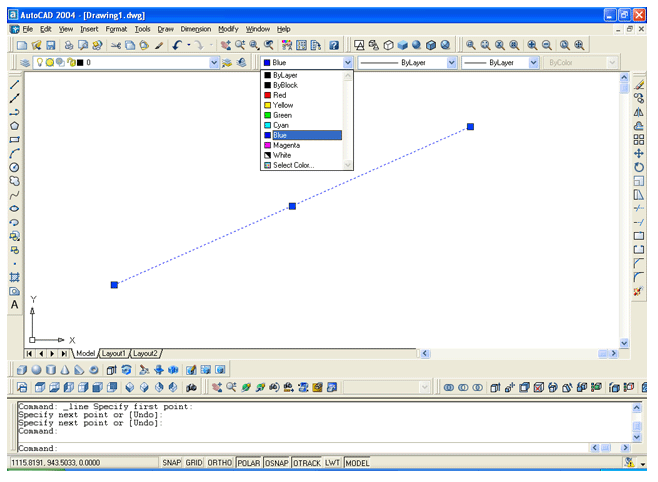 AutoCAD 2004 - [Drawing1.dwg]
File Edit View Insert Format Tools Draw Dimension Modify Window Help
0 Blue ByLayer ByLayer ByColor
ByLayer
ByBlock
Red
Yellow
Green
Cyan
Blue
Magenta
White
Select Color...
A
Y
X
Model Layout1 Layout2
Command: _line Specify first point:
Specify next point or [Undo]:
Specify next point or [Undo]:
Command:
Command:
1115.8191, 943.5033, 0.0000 SNAP GRID ORTHO POLAR OSNAP OTRACK LWT MODEL